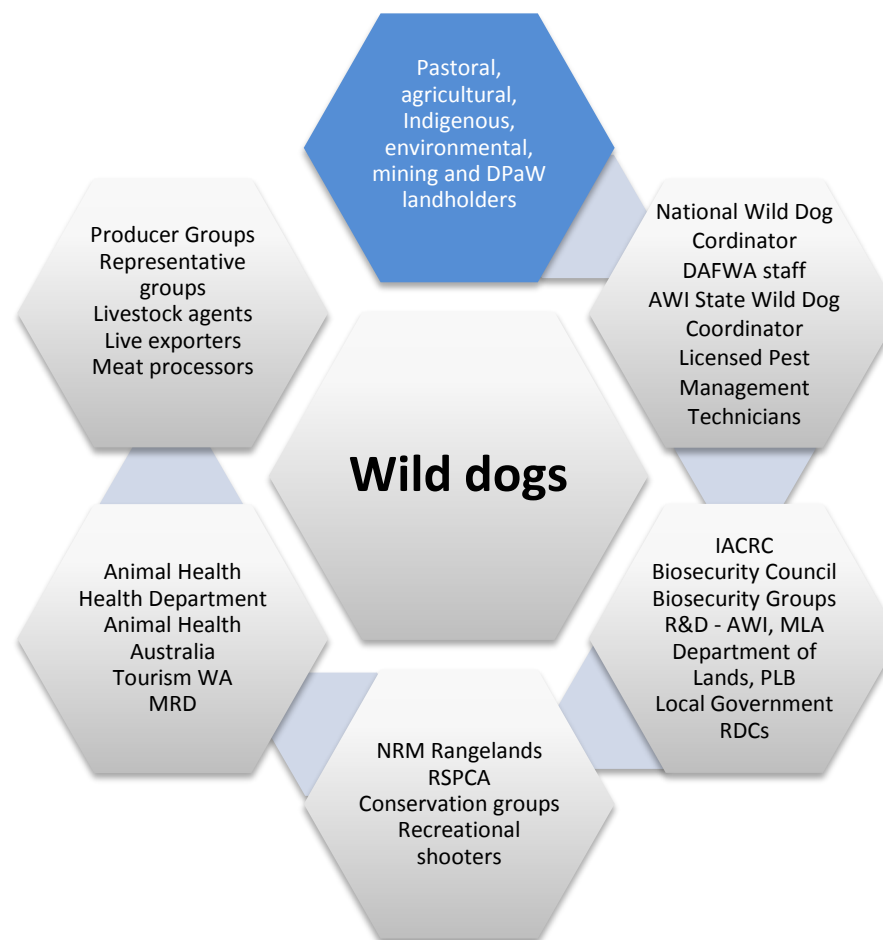 Pastoral,
agricultural,
Indigenous,
environmental,
mining and DPaW
landholders
National Wild Dog
Cordinator
DAFWA staff
AWI State Wild Dog
Coordinator
Licensed Pest
Management
Technicians
IACRC
Biosecurity Council
Biosecurity Groups
R&D - AWI, MLA
Department of
Lands, PLB
Local Government
RDCs
NRM Rangelands
RSPCA
Conservation groups
Recreational
shooters
Animal Health
Health Department
Animal Health
Australia
Tourism WA
MRD
Producer Groups
Representative
groups
Livestock agents
Live exporters
Meat processors
Wild dogs